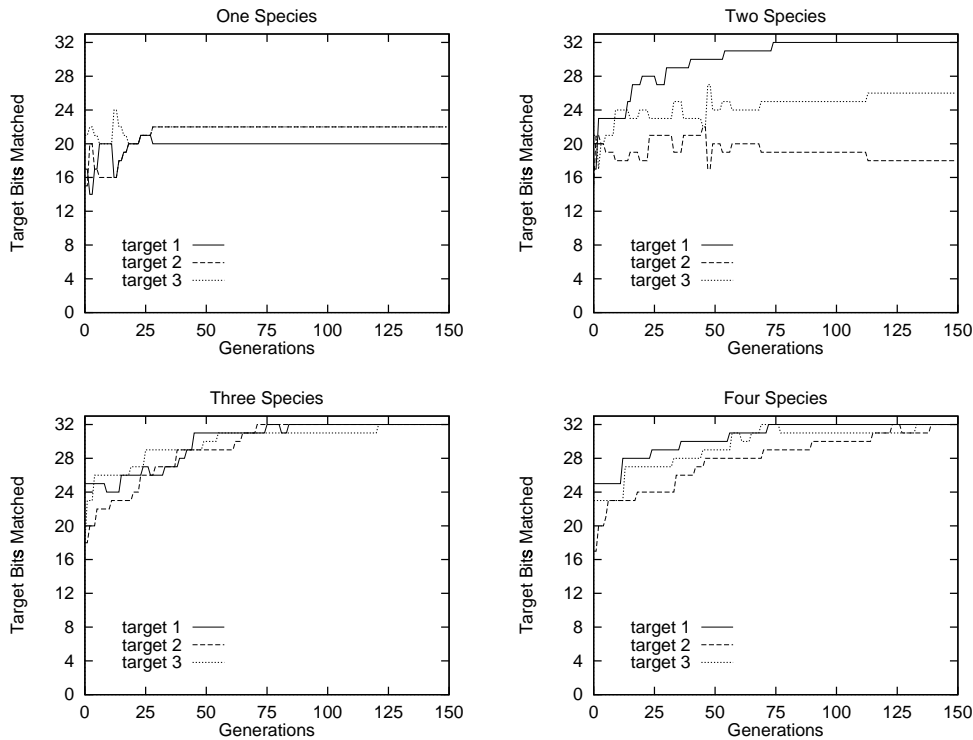 One Species
Target Bits Matched
32
28
24
20
16
12
8
4
0
target 1
target 2
target 3
0 25 50 75 100 125 150
Generations
Two Species
Target Bits Matched
32
28
24
20
16
12
8
4
0
target 1
target 2
target 3
0 25 50 75 100 125 150
Generations
Three Species
Target Bits Matched
32
28
24
20
16
12
8
4
0
target 1
target 2
target 3
0 25 50 75 100 125 150
Generations
Four Species
Target Bits Matched
32
28
24
20
16
12
8
4
0
target 1
target 2
target 3
0 25 50 75 100 125 150
Generations